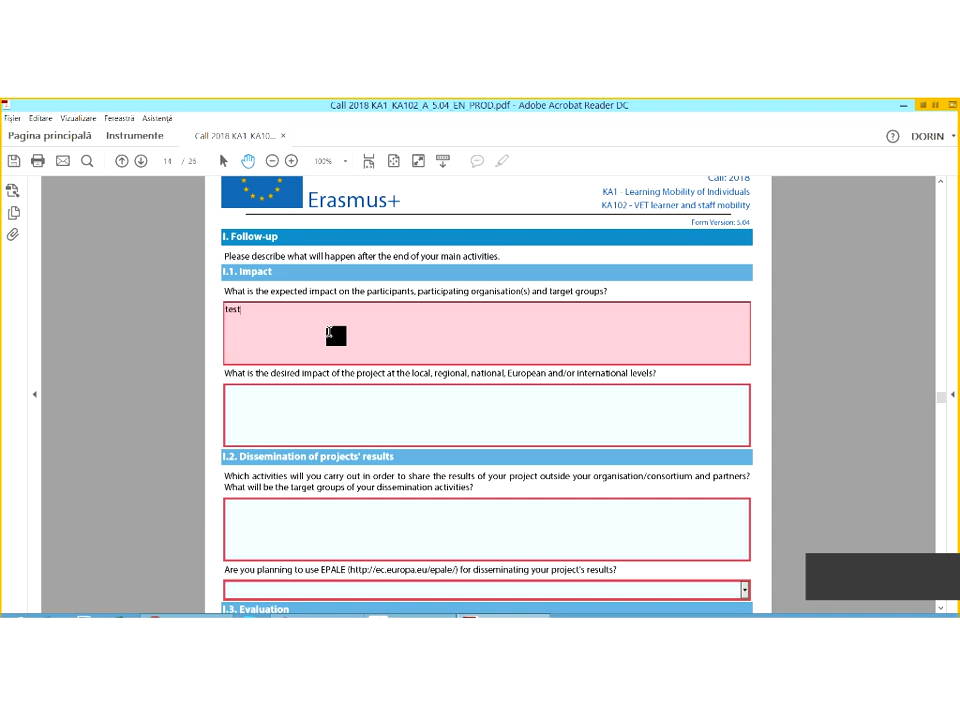 Call 2018 KA1_KA102_A_5.04_EN_PROD.pdf - Adobe Acrobat Reader DC
Fișier Editare Vizualizare Fereastră Asistență
Pagina principală Instrumente Call 2018 KA1 KA10... ×
DORIN
14 / 26 100%
Call: 2018
Erasmus+
KA1 - Learning Mobility of Individuals
KA102 - VET learner and staff mobility
Form Version: 5.04
I. Follow-up
Please describe what will happen after the end of your main activities.
I.1. Impact
What is the expected impact on the participants, participating organisation(s) and target groups?
test
What is the desired impact of the project at the local, regional, national, European and/or international levels?
I.2. Dissemination of projects' results
Which activities will you carry out in order to share the results of your project outside your organisation/consortium and partners?
What will be the target groups of your dissemination activities?
Are you planning to use EPALE (http://ec.europa.eu/epale/) for disseminating your project's results?
I.3. Evaluation